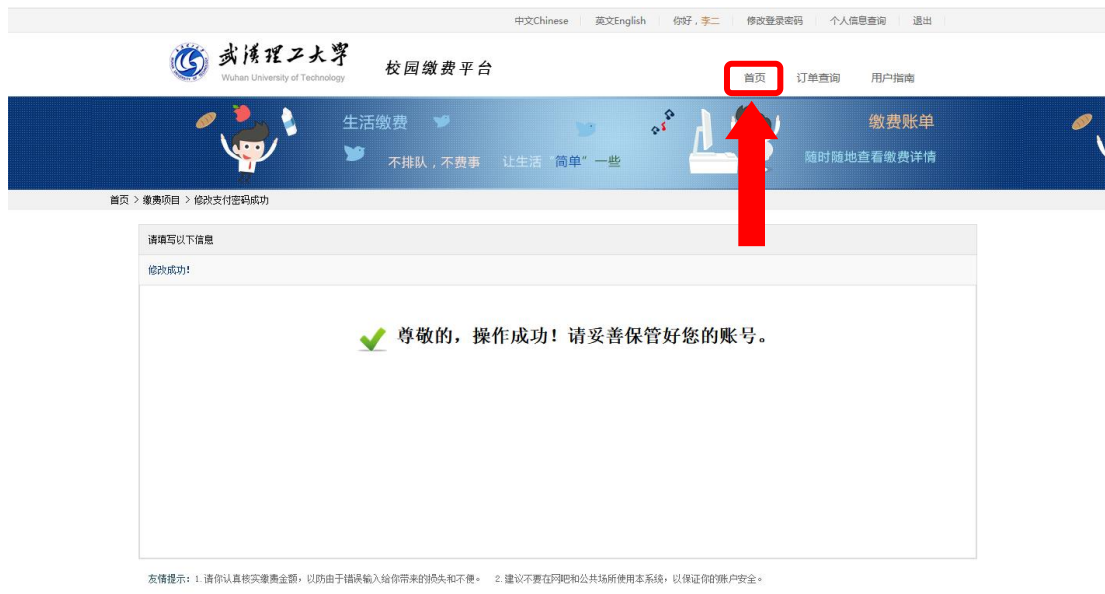 中文Chinese 英文English 你好，李二 修改登录密码 个人信息查询 退出
武汉理工大学
Wuhan University of Technology
校园缴费平台
首页 订单查询 用户指南
生活缴费
不排队，不费事 让生活“简单”一些
缴费账单
随时随地查看缴费详情
首页 > 缴费项目 > 修改支付密码成功
请填写以下信息
修改成功!
尊敬的，操作成功！请妥善保管好您的账号。
友情提示：1.请你认真核实缴费金额，以防由于错误输入给你带来的损失和不便。 2.建议不要在网吧和公共场所使用本系统，以保证你的账户安全。